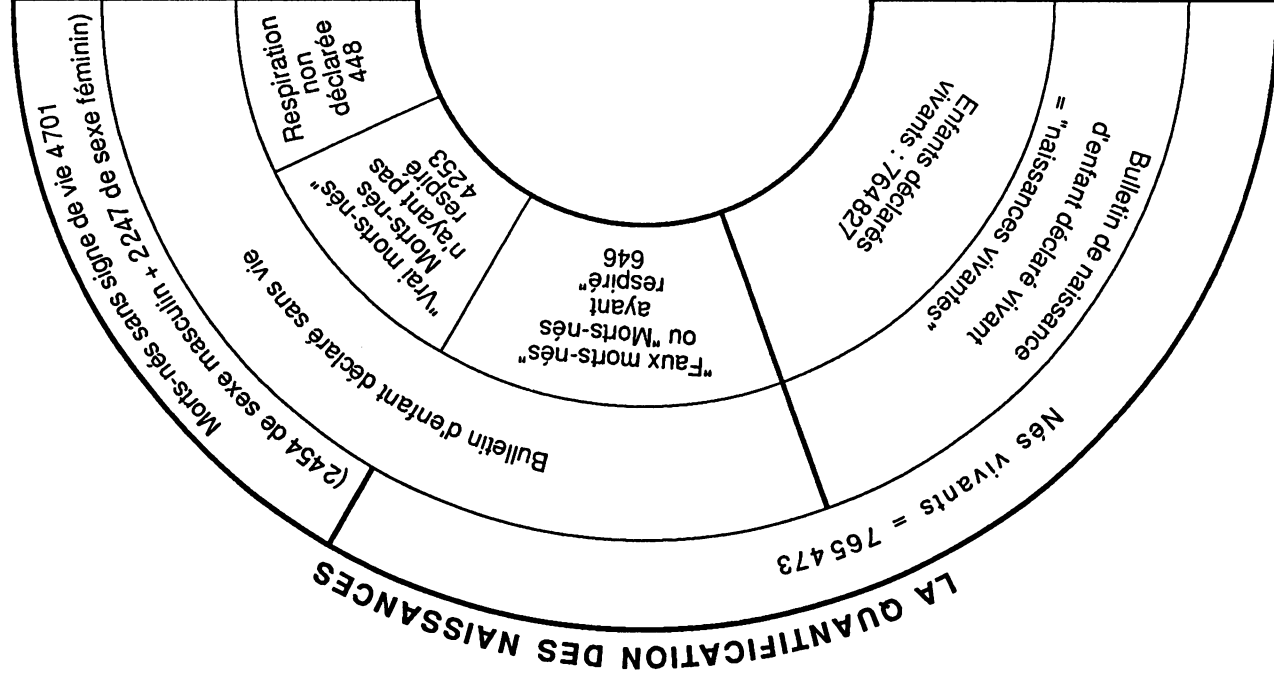 LA QUANTIFICATION DES NAISSANCES
Nés vivants = 765 473
Morts-nés sans signe de vie 4 701
(2 454 de sexe masculin + 2 247 de sexe féminin)
Bulletin de naissance
d'enfant déclaré vivant
= "naissances vivantes"
Bulletin d'enfant déclaré sans vie
Enfants déclarés
vivants : 764 827
"Faux morts-nés"
ou "Morts-nés
ayant
respiré"
646
"Vrai morts-nés"
Morts-nés
n'ayant pas
respiré
4 253
Respiration
non
déclarée
448